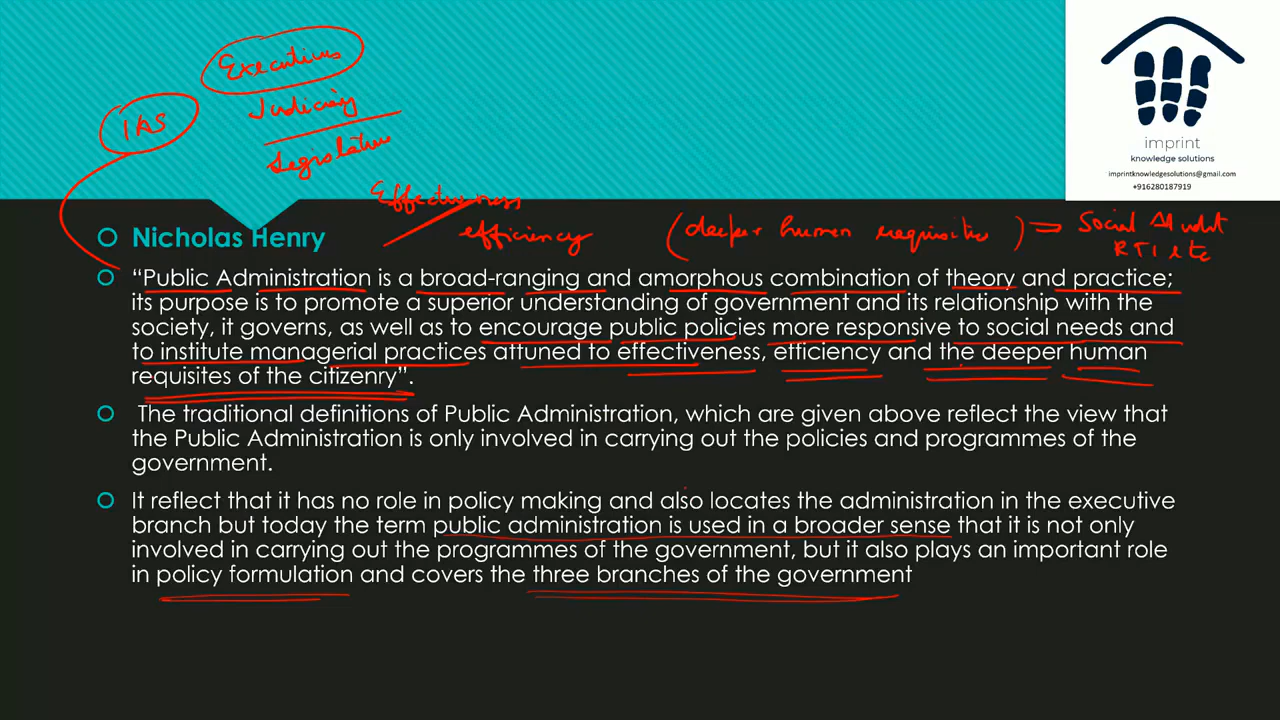 Executive
Judiciary
IAS
Legislature
imprint
knowledge solutions
imprintknowledgesolutions@gmail.com
+916280187919
Effectiveness
efficiency
(deeper human requisites) ⇒ Social Audit
RTI etc
Nicholas Henry
“Public Administration is a broad-ranging and amorphous combination of theory and practice;
its purpose is to promote a superior understanding of government and its relationship with the
society, it governs, as well as to encourage public policies more responsive to social needs and
to institute managerial practices attuned to effectiveness, efficiency and the deeper human
requisites of the citizenry”.
The traditional definitions of Public Administration, which are given above reflect the view that
the Public Administration is only involved in carrying out the policies and programmes of the
government.
It reflect that it has no role in policy making and also locates the administration in the executive
branch but today the term public administration is used in a broader sense that it is not only
involved in carrying out the programmes of the government, but it also plays an important role
in policy formulation and covers the three branches of the government